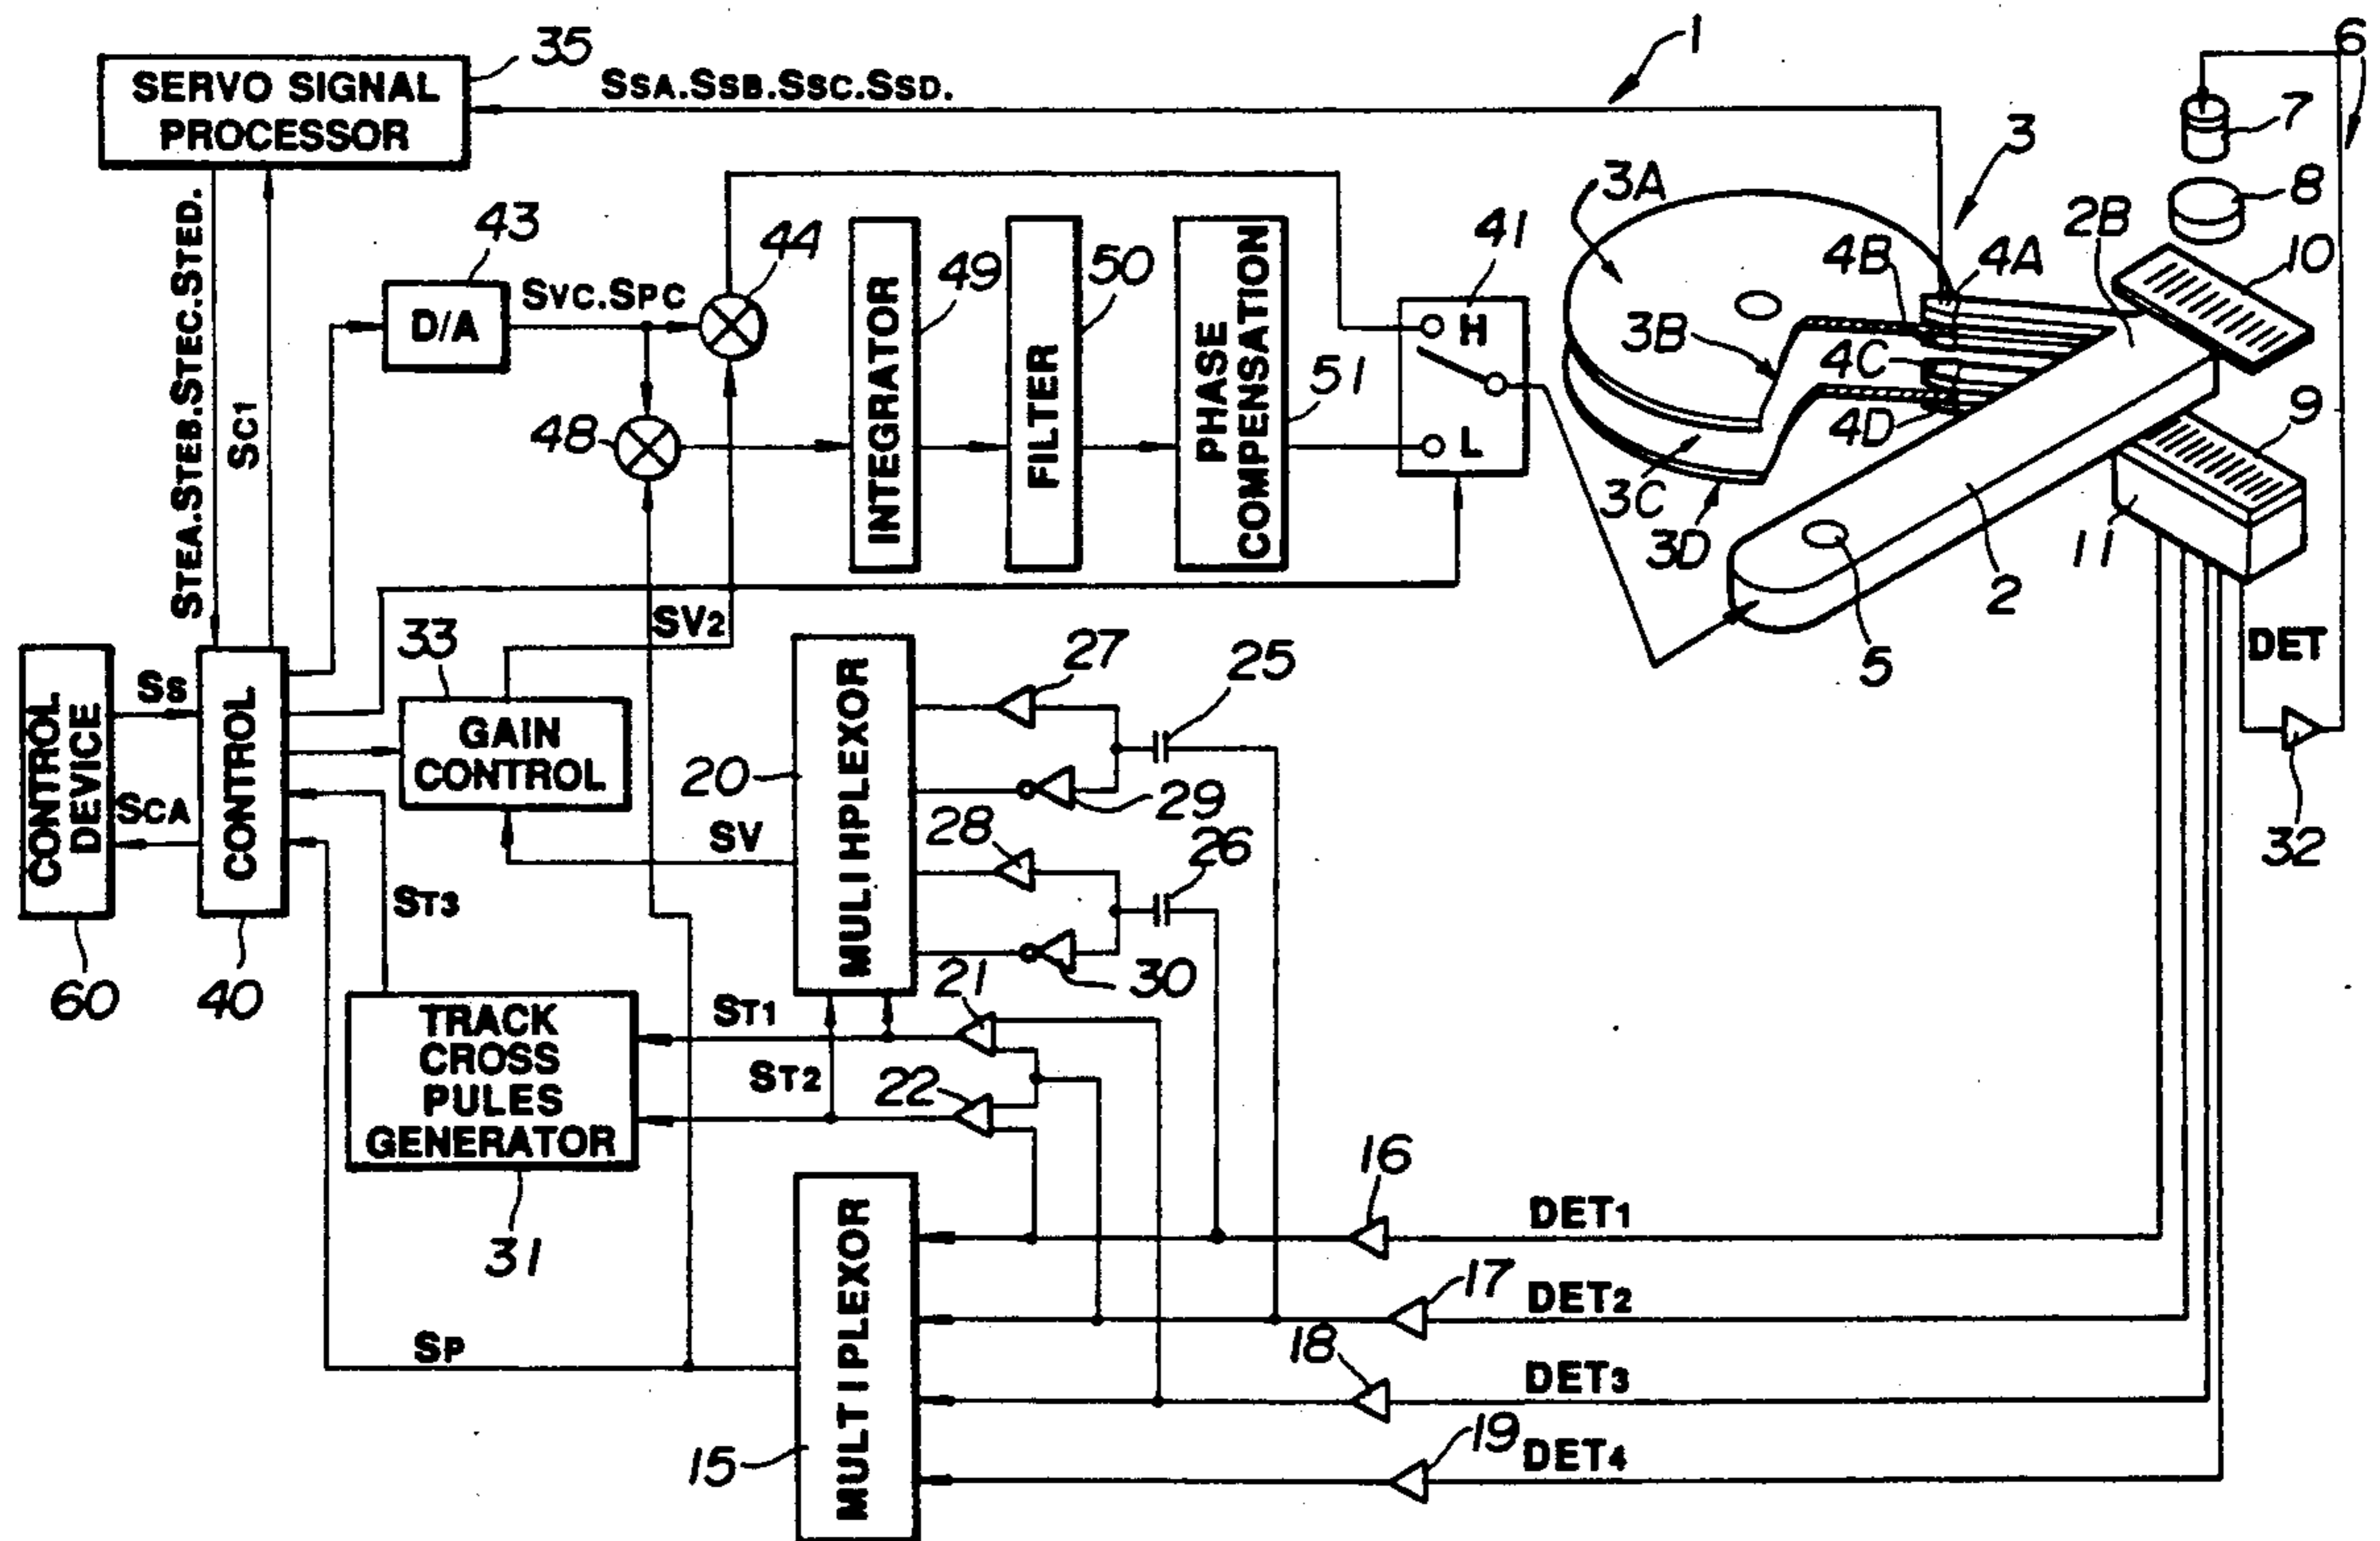 35
SERVO SIGNAL
PROCESSOR
SSA.SSB.SSC.SSD.
1
6
7
3
8
3A
2B
10
4B
4A
STEA.STEB.STEC.STED.
SC1
43
D/A
SVC.SPC
44
48
INTEGRATOR
49
FILTER
50
PHASE
COMPENSATION
51
41
H
L
3B
4C
4D
9
3C
3D
2
11
5
DET
32
CONTROL
DEVICE
60
SS
SCA
CONTROL
40
33
GAIN
CONTROL
SV2
SV
ST3
20
MULIHPLEXOR
27
25
29
28
26
30
21
22
ST1
ST2
TRACK
CROSS
PULES
GENERATOR
31
SP
15
MULTIPLEXOR
16
DET1
17
DET2
18
DET3
19
DET4